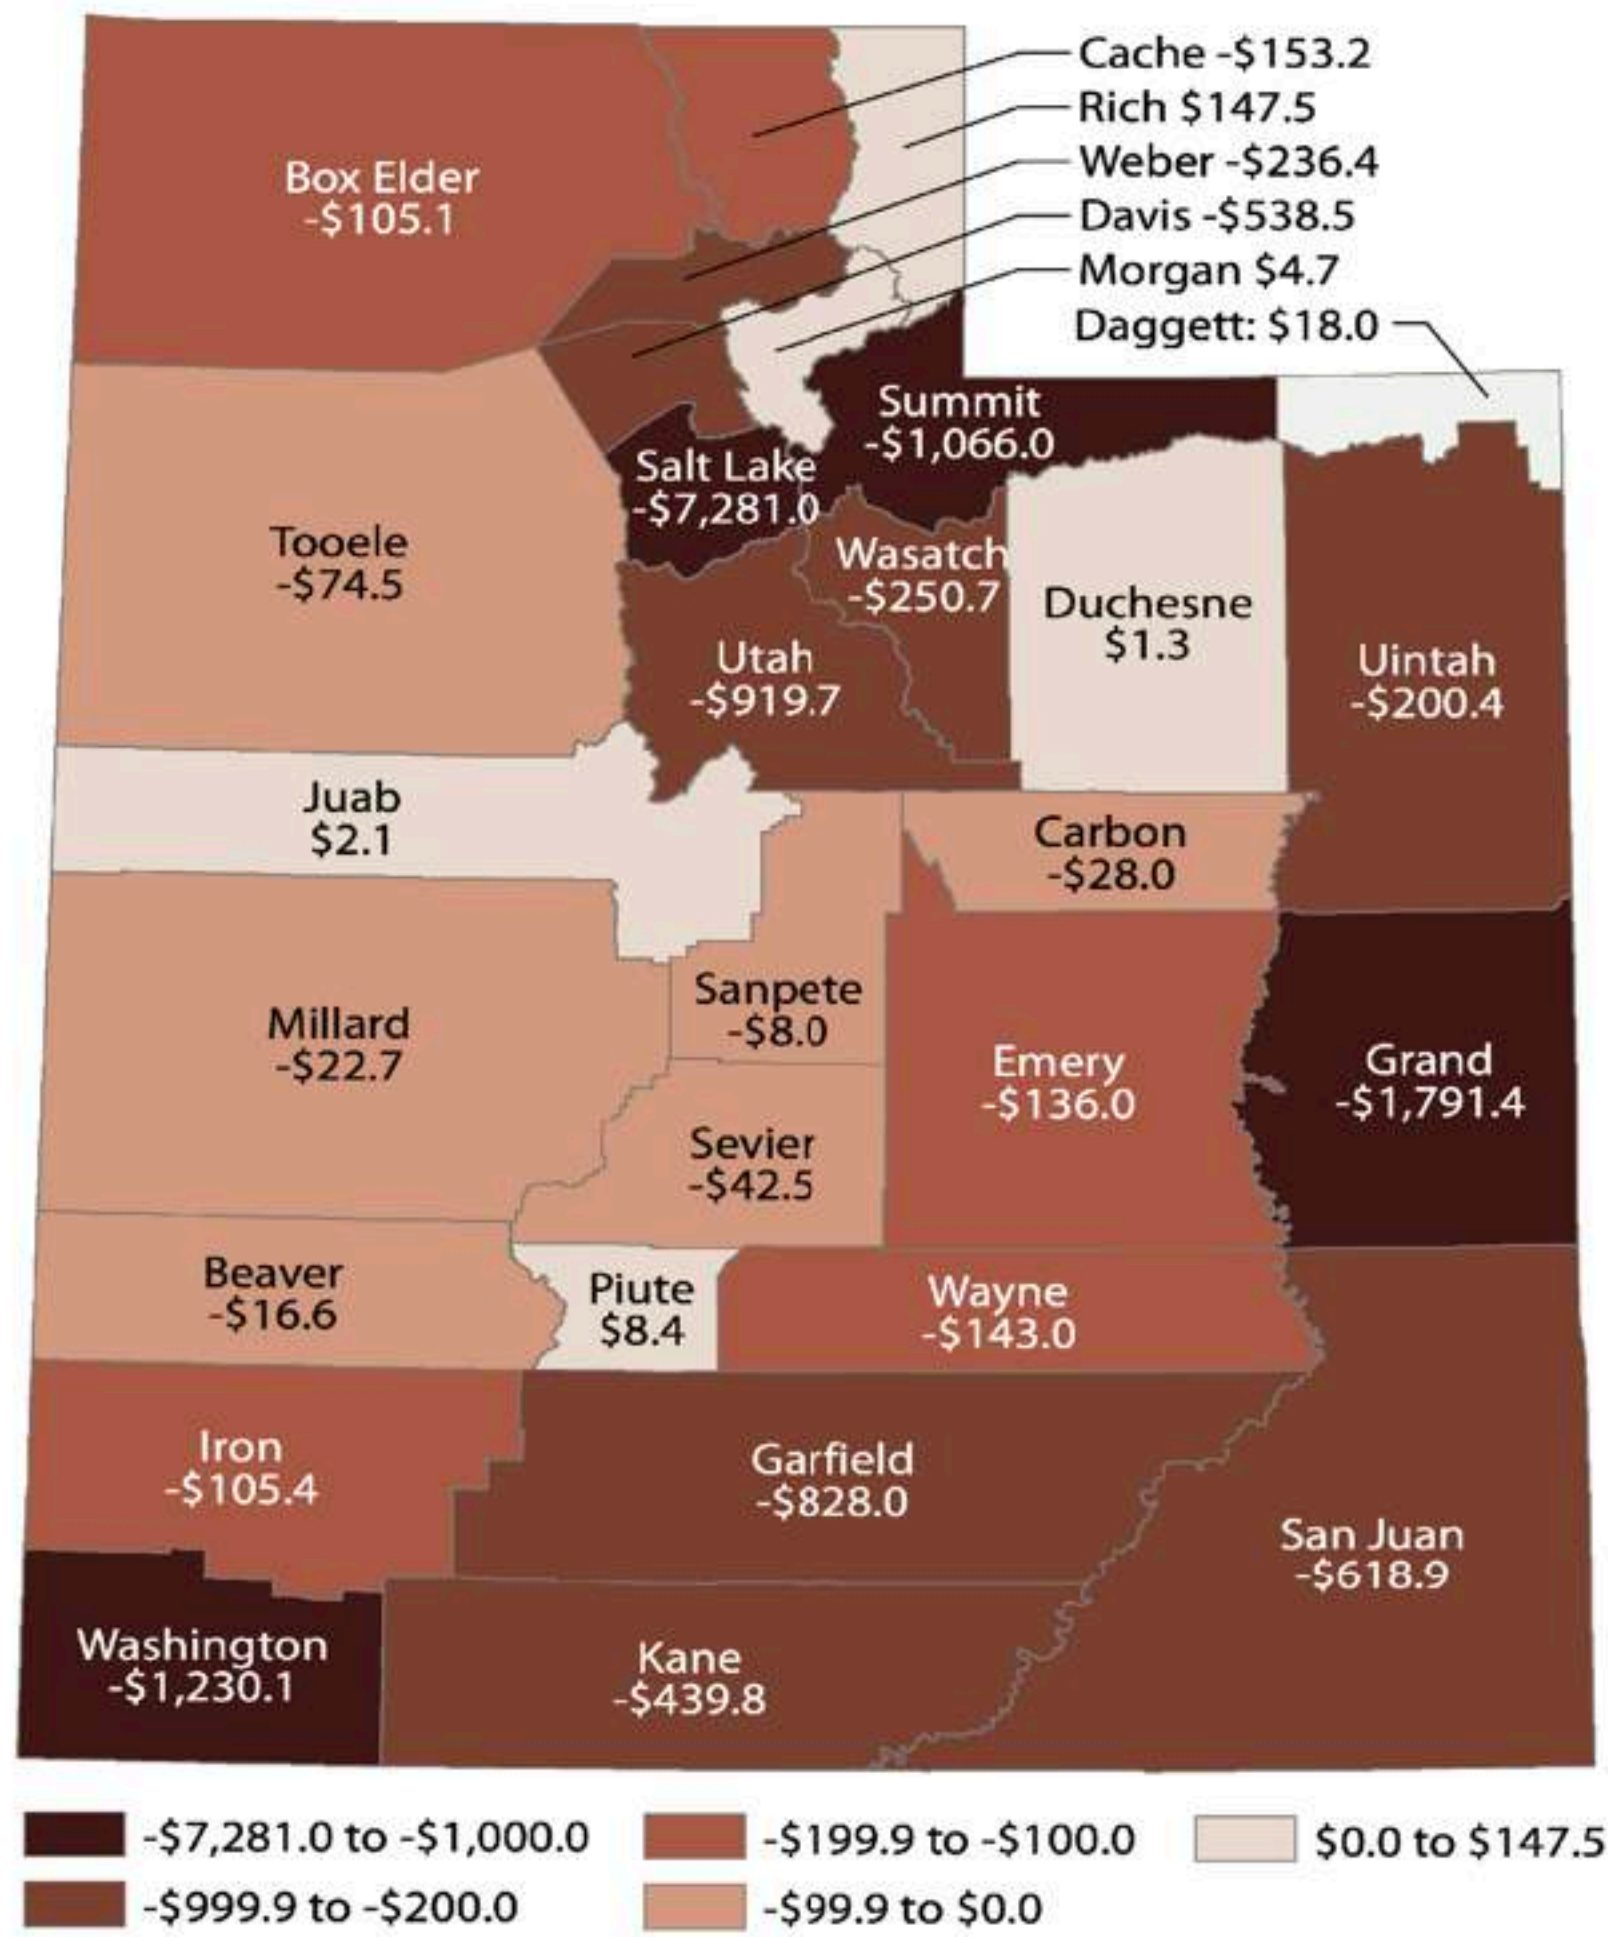 Cache -$153.2
Rich $147.5
Weber -$236.4
Davis -$538.5
Morgan $4.7
Daggett: $18.0
Box Elder
-$105.1
Summit
-$1,066.0
Salt Lake
-$7,281.0
Tooele
-$74.5
Wasatch
-$250.7
Duchesne
$1.3
Utah
-$919.7
Uintah
-$200.4
Juab
$2.1
Carbon
-$28.0
Millard
-$22.7
Sanpete
-$8.0
Emery
-$136.0
Grand
-$1,791.4
Sevier
-$42.5
Beaver
-$16.6
Piute
$8.4
Wayne
-$143.0
Iron
-$105.4
Garfield
-$828.0
San Juan
-$618.9
Washington
-$1,230.1
Kane
-$439.8
-$7,281.0 to -$1,000.0
-$199.9 to -$100.0
$0.0 to $147.5
-$999.9 to -$200.0
-$99.9 to $0.0